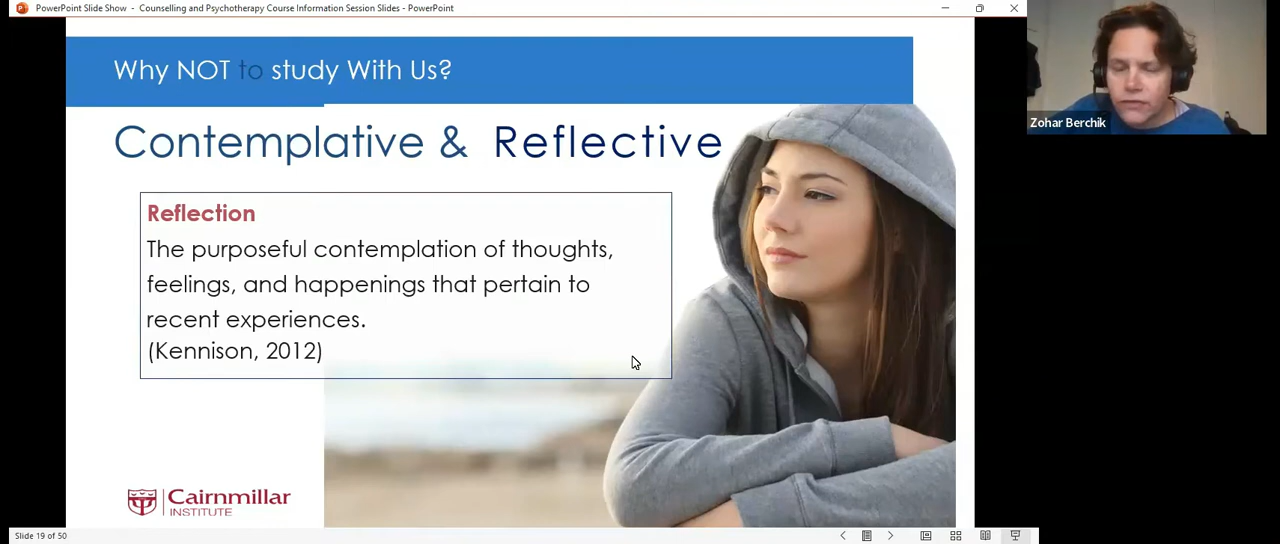 PowerPoint Slide Show - Counselling and Psychotherapy Course Information Session Slides - PowerPoint
Why NOT to study With Us?
Contemplative & Reflective
Reflection
The purposeful contemplation of thoughts,
feelings, and happenings that pertain to
recent experiences.
(Kennison, 2012)
Cairnmillar
INSTITUTE
Zohar Berchik
Slide 19 of 50